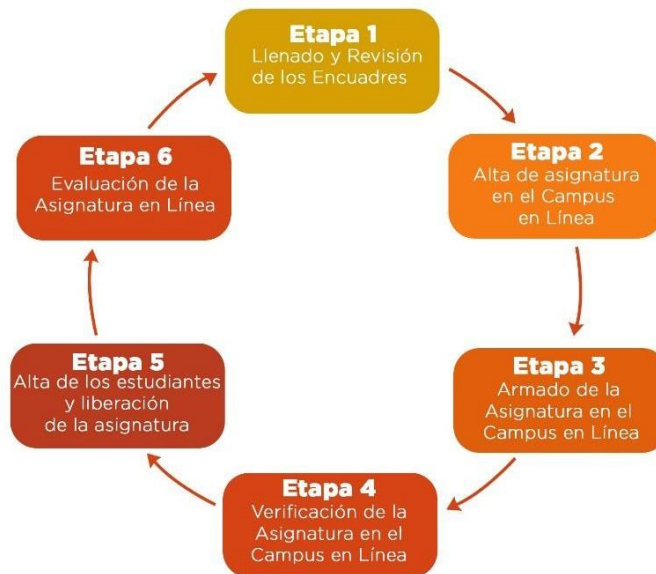 Etapa 1
Llenado y Revisión
de los Encuadres
Etapa 2
Alta de asignatura
en el Campus
en Línea
Etapa 3
Armado de la
Asignatura en el
Campus en Línea
Etapa 4
Verificación de la
Asignatura en el
Campus en Línea
Etapa 5
Alta de los estudiantes
y liberación
de la asignatura
Etapa 6
Evaluación de la
Asignatura en Línea